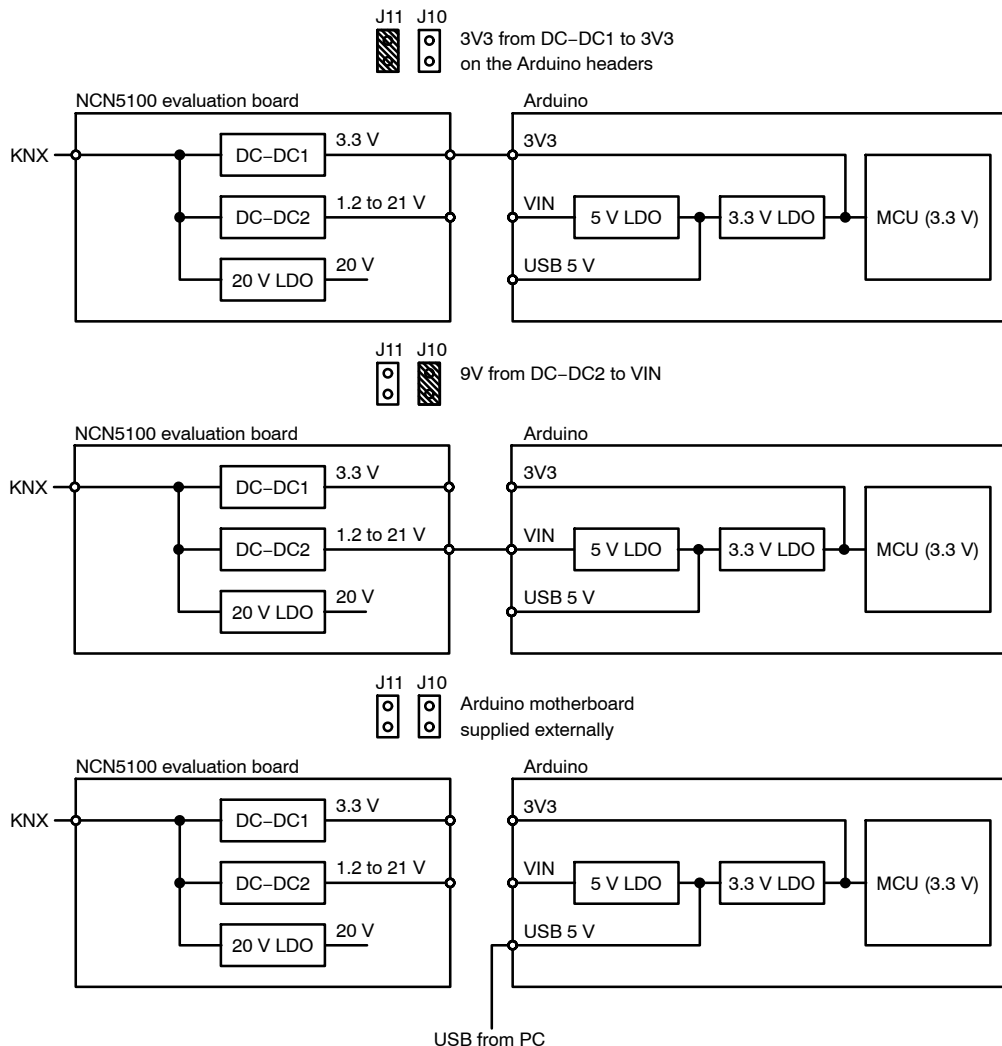 J11 J10
3V3 from DC−DC1 to 3V3
on the Arduino headers
NCN5100 evaluation board
Arduino
KNX
DC−DC1
3.3 V
3V3
DC−DC2
1.2 to 21 V
VIN
5 V LDO
3.3 V LDO
MCU (3.3 V)
20 V LDO
20 V
USB 5 V
J11 J10
9V from DC−DC2 to VIN
NCN5100 evaluation board
Arduino
KNX
DC−DC1
3.3 V
3V3
DC−DC2
1.2 to 21 V
VIN
5 V LDO
3.3 V LDO
MCU (3.3 V)
20 V LDO
20 V
USB 5 V
J11 J10
Arduino motherboard
supplied externally
NCN5100 evaluation board
Arduino
KNX
DC−DC1
3.3 V
3V3
DC−DC2
1.2 to 21 V
VIN
5 V LDO
3.3 V LDO
MCU (3.3 V)
20 V LDO
20 V
USB 5 V
USB from PC